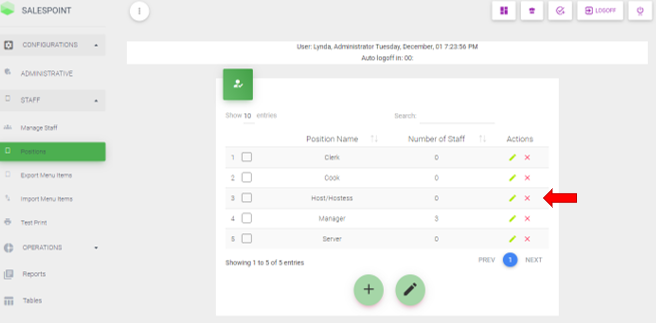 SALESPOINT
LOGOFF
CONFIGURATIONS
ADMINISTRATIVE
STAFF
Manage Staff
Positions
Export Menu Items
Import Menu Items
Test Print
OPERATIONS
Reports
Tables
User: Lynda, Administrator Tuesday, December, 01 7:23:56 PM
Auto logoff in: 00:
Show 10 entries Search:
Position Name Number of Staff Actions
1 Clerk 0
2 Cook 0
3 Host/Hostess 0
4 Manager 3
5 Server 0
Showing 1 to 5 of 5 entries PREV 1 NEXT